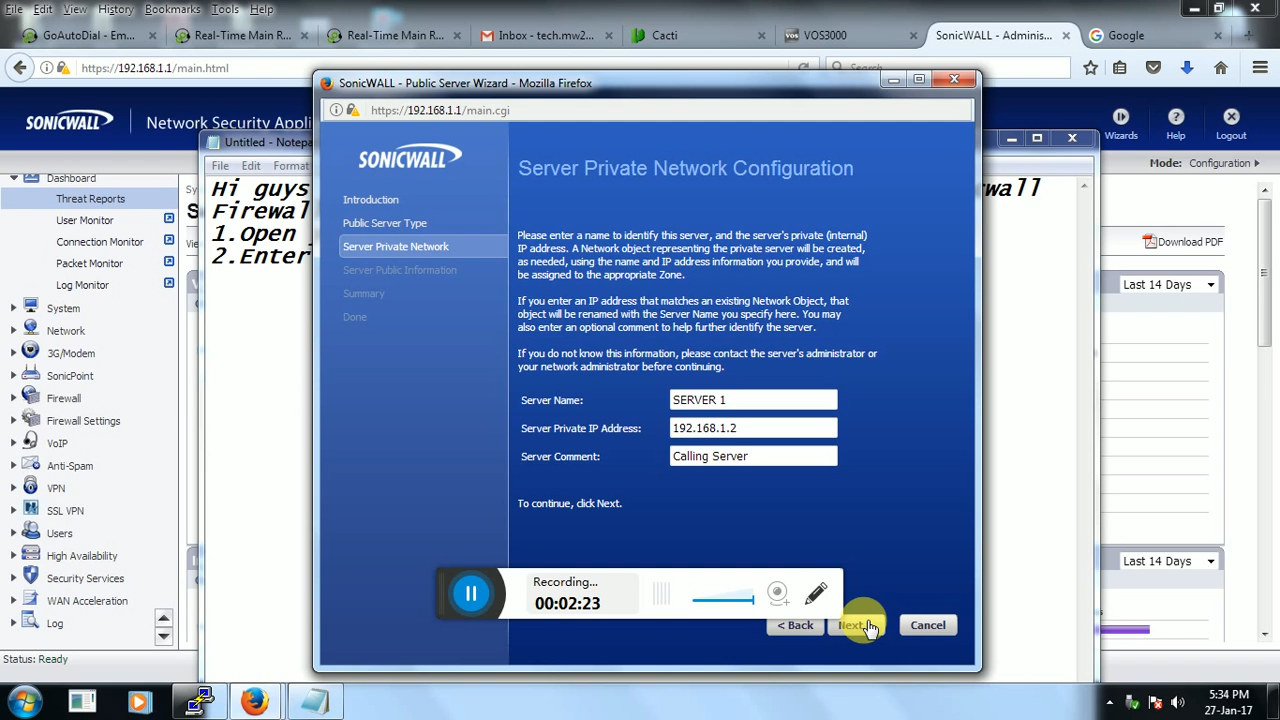 File Edit View History Bookmarks Tools Help
GoAutoDial - Em...
Real-Time Main R...
Real-Time Main R...
Inbox - tech.mw2...
Cacti
VOS3000
SonicWALL - Adminis...
Google
https://192.168.1.1/main.html
Search
SONICWALL
Network Security Appli
Wizards
Help
Logout
Mode: Configuration
Untitled - Notepa
File Edit Format
Hi guys
Firewall
1.Open
2.Enter
wall
Dashboard
Threat Reports
User Monitor
Connection Monitor
Packet Monitor
Log Monitor
System
Network
3G/Modem
SonicPoint
Firewall
Firewall Settings
VoIP
Anti-Spam
VPN
SSL VPN
Users
High Availability
Security Services
WAN Acceleration
Log
Status: Ready
Download PDF
Last 14 Days
Last 14 Days
SonicWALL - Public Server Wizard - Mozilla Firefox
https://192.168.1.1/main.cgi
SONICWALL
Introduction
Public Server Type
Server Private Network
Server Public Information
Summary
Done
Server Private Network Configuration
Please enter a name to identify this server, and the server's private (internal)
IP address. A Network object representing the private server will be created,
as needed, using the name and IP address information you provide, and will
be assigned to the appropriate Zone.
If you enter an IP address that matches an existing Network Object, that
object will be renamed with the Server Name you specify here. You may
also enter an optional comment to help further identify the server.
If you do not know this information, please contact the server's administrator or
your network administrator before continuing.
Server Name: SERVER 1
Server Private IP Address: 192.168.1.2
Server Comment: Calling Server
To continue, click Next.
Recording...
00:02:23
< Back
Next
Cancel
5:34 PM
27-Jan-17